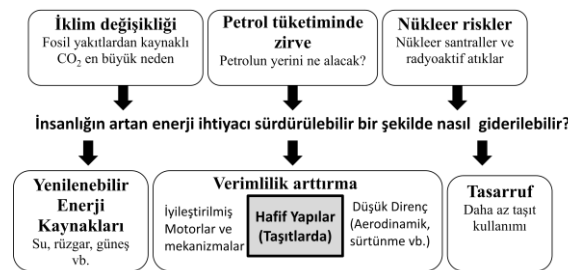 İklim değişikliği
Fosil yakıtlardan kaynaklı
CO₂ en büyük neden
Petrol tüketiminde
zirve
Petrolun yerini ne alacak?
Nükleer riskler
Nükleer santraller ve
radyoaktif atıklar
İnsanlığın artan enerji ihtiyacı sürdürülebilir bir şekilde nasıl giderilebilir?
Yenilenebilir
Enerji
Kaynakları
Su, rüzgar, güneş
vb.
Verimlilik arttırma
İyileştirilmiş
Motorlar ve
mekanizmalar
Hafif Yapılar
(Taşıtlarda)
Düşük Direnç
(Aerodinamik,
sürtünme vb.)
Tasarruf
Daha az taşıt
kullanımı